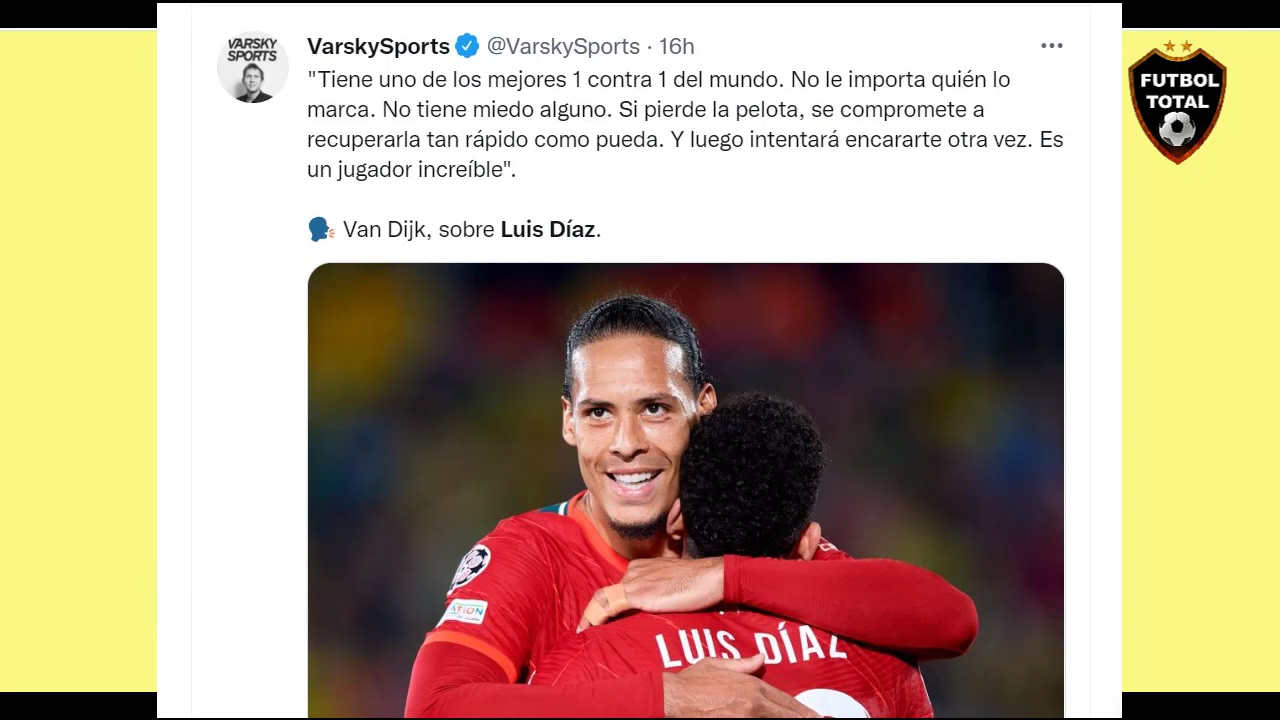 VARSKY
SPORTS
VarskySports @VarskySports · 16h
"Tiene uno de los mejores 1 contra 1 del mundo. No le importa quién lo
marca. No tiene miedo alguno. Si pierde la pelota, se compromete a
recuperarla tan rápido como pueda. Y luego intentará encararte otra vez. Es
un jugador increíble".
Van Dijk, sobre Luis Díaz.
FUTBOL
TOTAL
ATION
LUIS DÍAZ